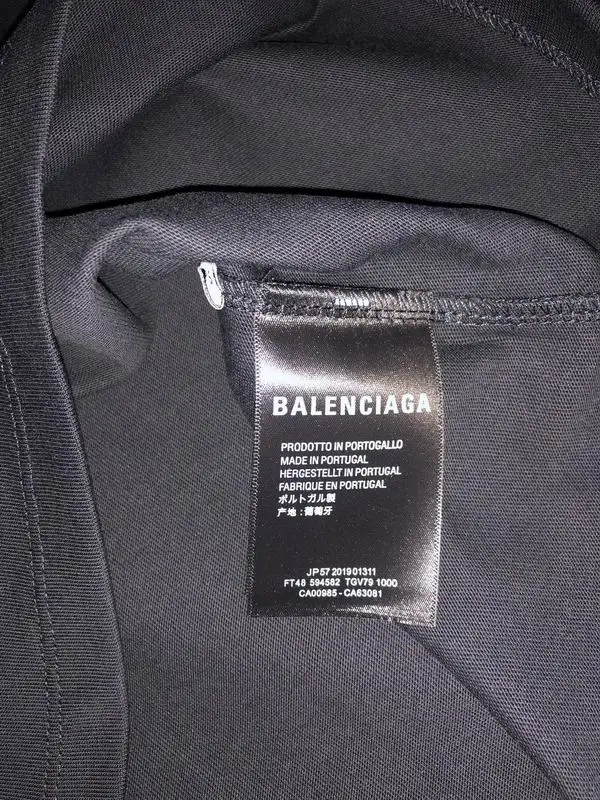 BALENCIAGA
PRODOTTO IN PORTOGALLO
MADE IN PORTUGAL
HERGESTELLT IN PORTUGAL
FABRIQUE EN PORTUGAL
ポルトガル製
产地:葡萄牙
JP57 201901311
FT48 594582 TGV79 1000
CA00985-CA63081